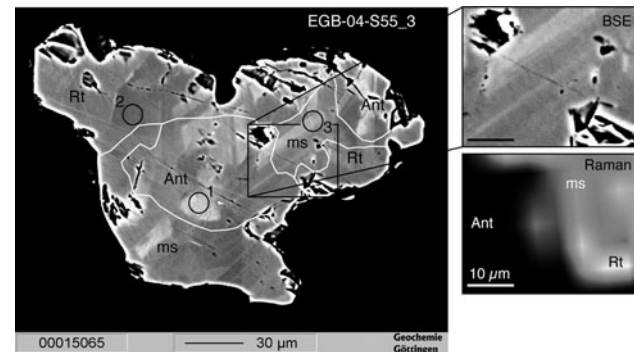 EGB-04-S55_3
Rt
2
Ant
1
ms
3
ms
Ant
Rt
00015065
30 µm
Geochemie
Göttingen
BSE
Raman
ms
Ant
Rt
10 µm